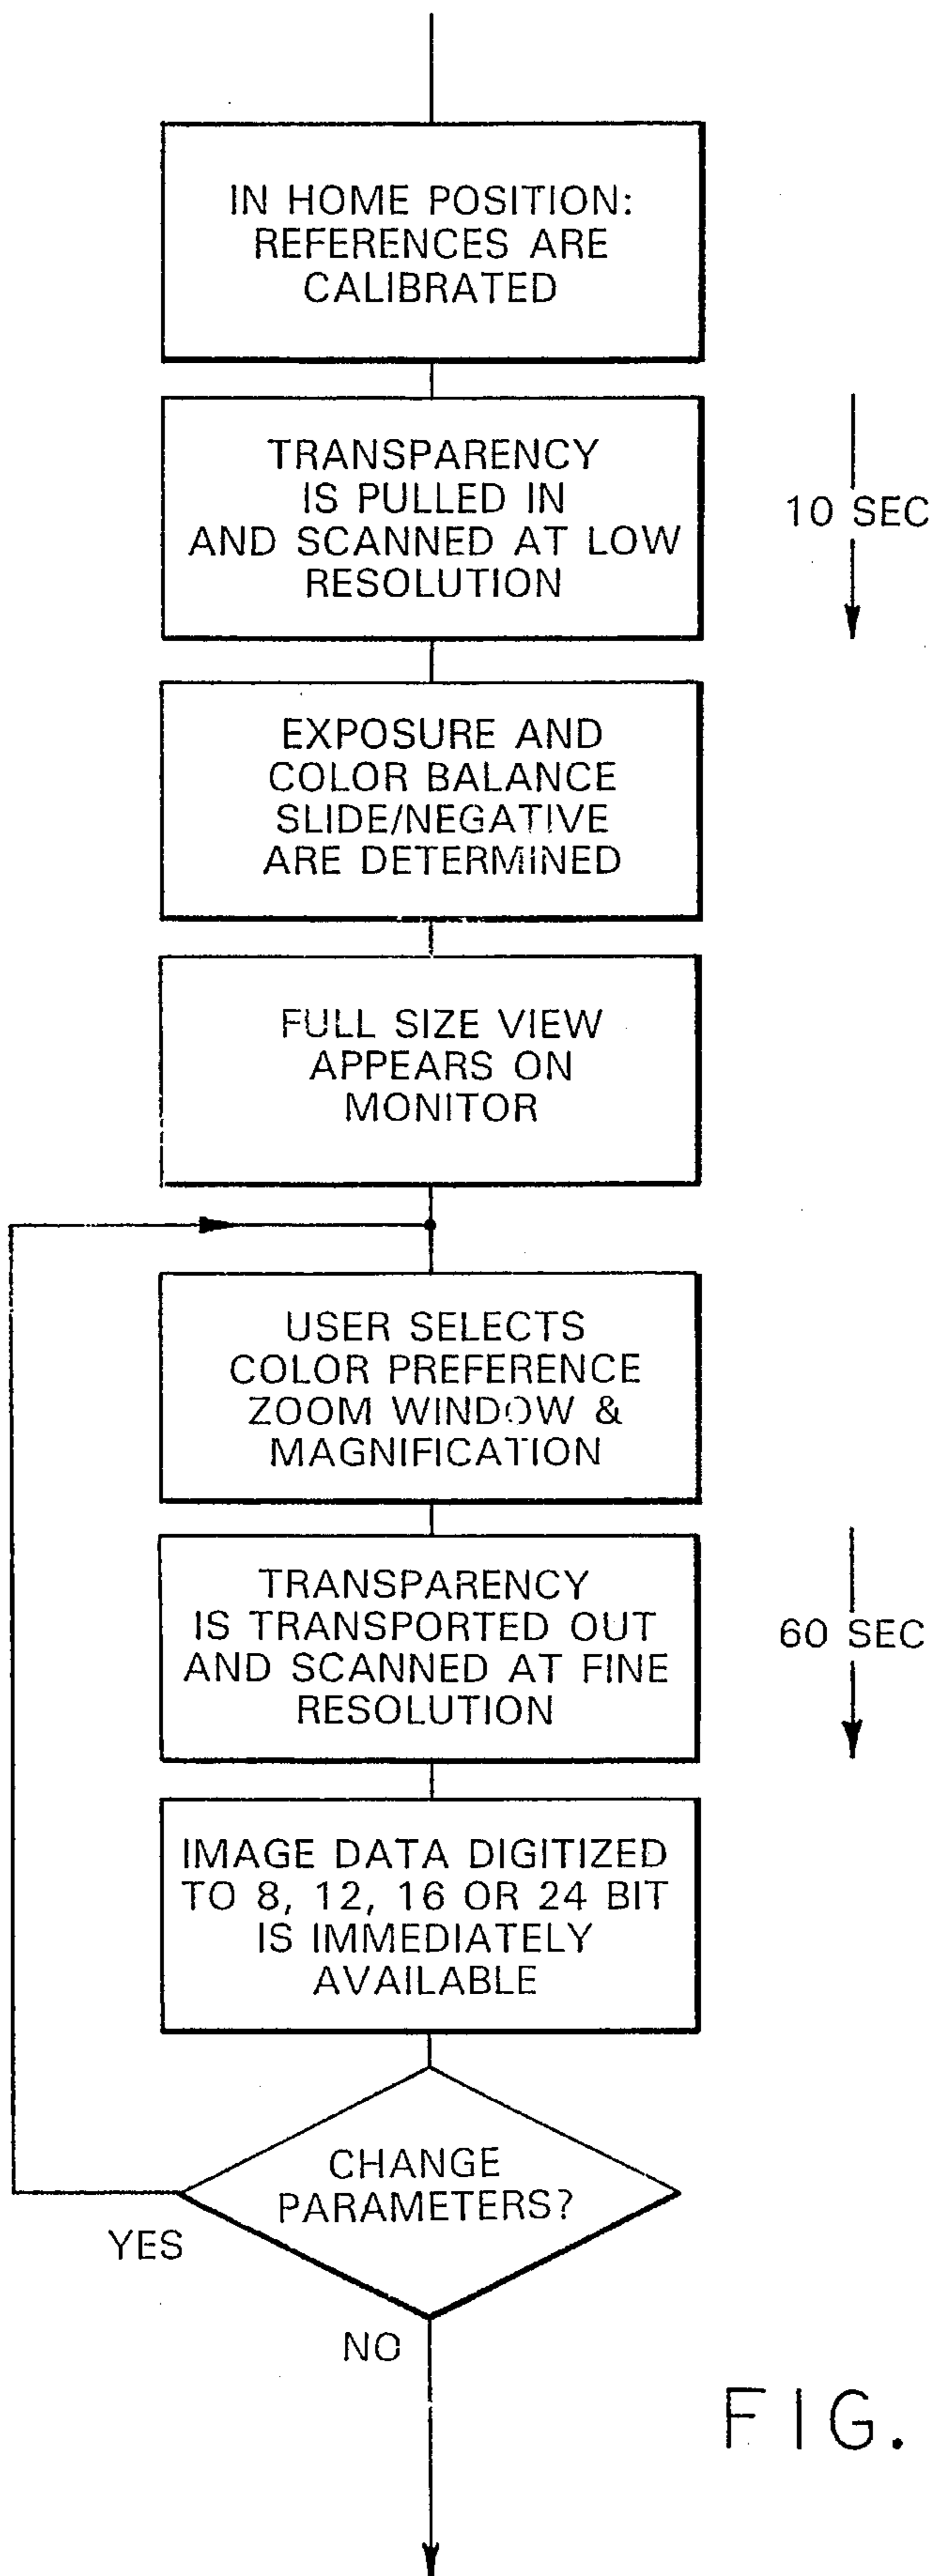 IN HOME POSITION:
REFERENCES ARE
CALIBRATED
TRANSPARENCY
IS PULLED IN
AND SCANNED AT LOW
RESOLUTION
10 SEC
EXPOSURE AND
COLOR BALANCE
SLIDE/NEGATIVE
ARE DETERMINED
FULL SIZE VIEW
APPEARS ON
MONITOR
USER SELECTS
COLOR PREFERENCE
ZOOM WINDOW &
MAGNIFICATION
TRANSPARENCY
IS TRANSPORTED OUT
AND SCANNED AT FINE
RESOLUTION
60 SEC
IMAGE DATA DIGITIZED
TO 8, 12, 16 OR 24 BIT
IS IMMEDIATELY
AVAILABLE
CHANGE
PARAMETERS?
YES
NO
FIG.